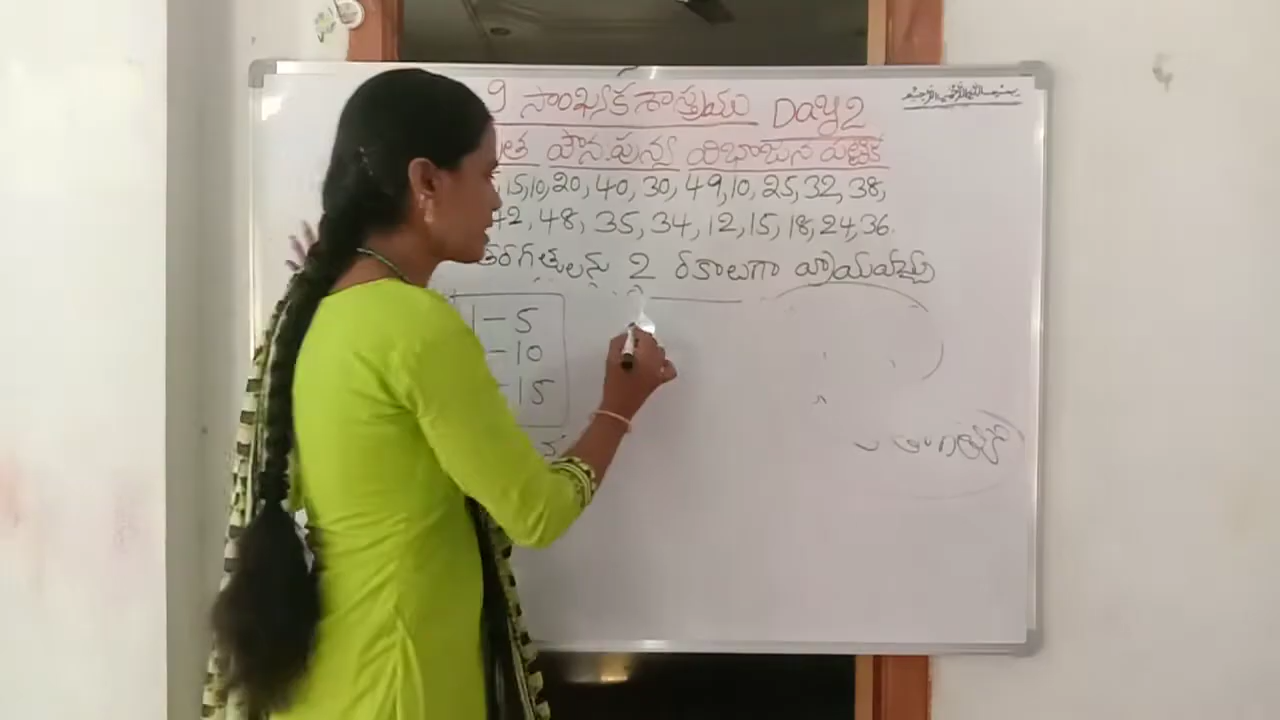 9 సాంఖ్యక శాస్త్రము Day 2
పౌనఃపున్య విభాజన పట్టిక
15, 10, 20, 40, 30, 49, 10, 25, 32, 38,
42, 48, 35, 34, 12, 15, 18, 24, 36.
తరగతులను 2 రకాలుగా వ్రాయవచ్చు
1-5
-10
-15